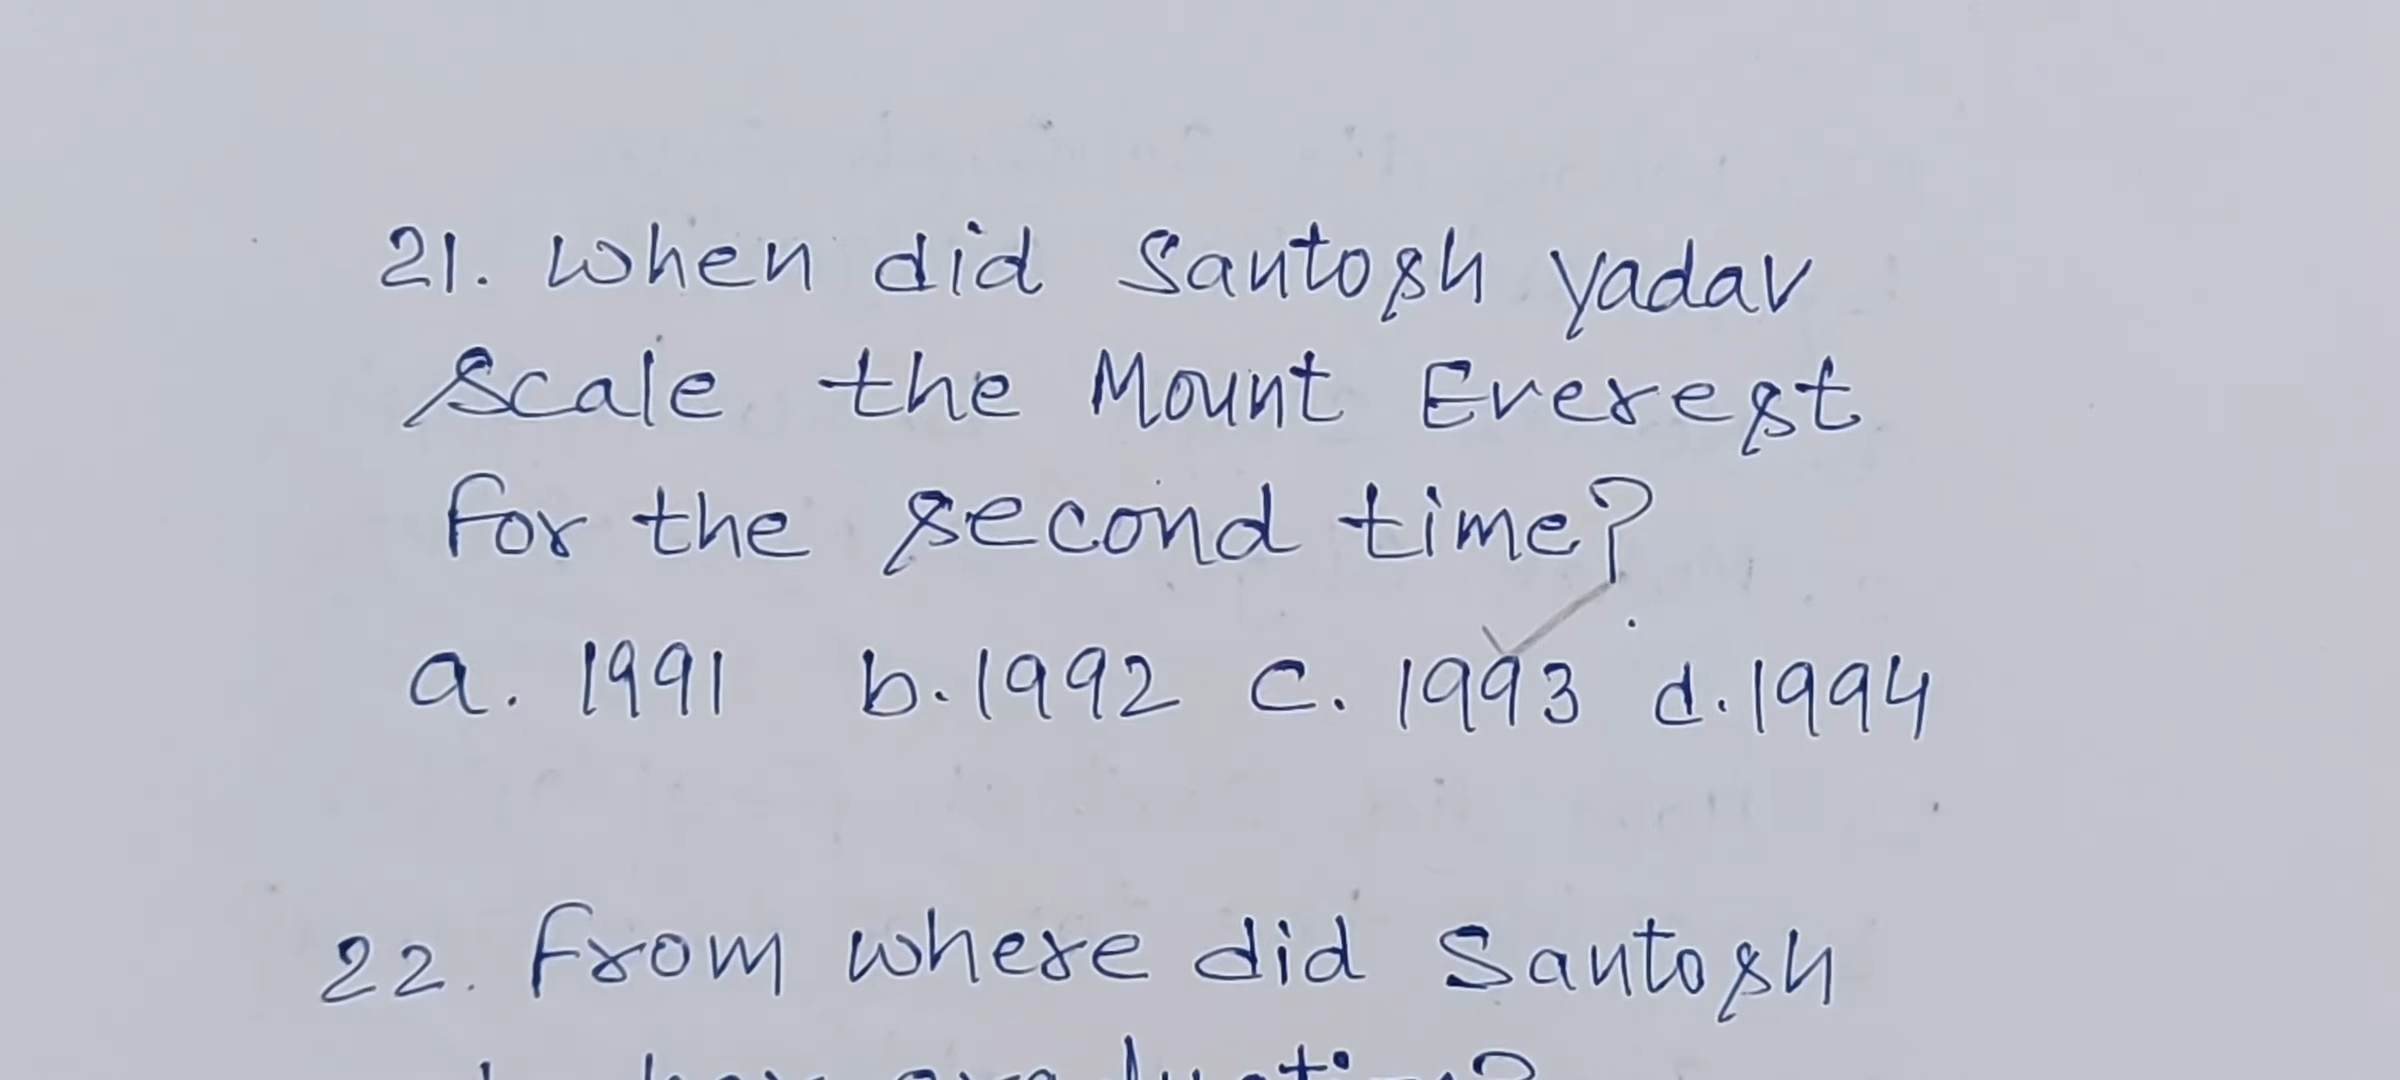 21. When did Santosh yadav
Scale the Mount Everest
for the second time?
a. 1991 b. 1992 c. 1993 d. 1994
22. From where did Santosh